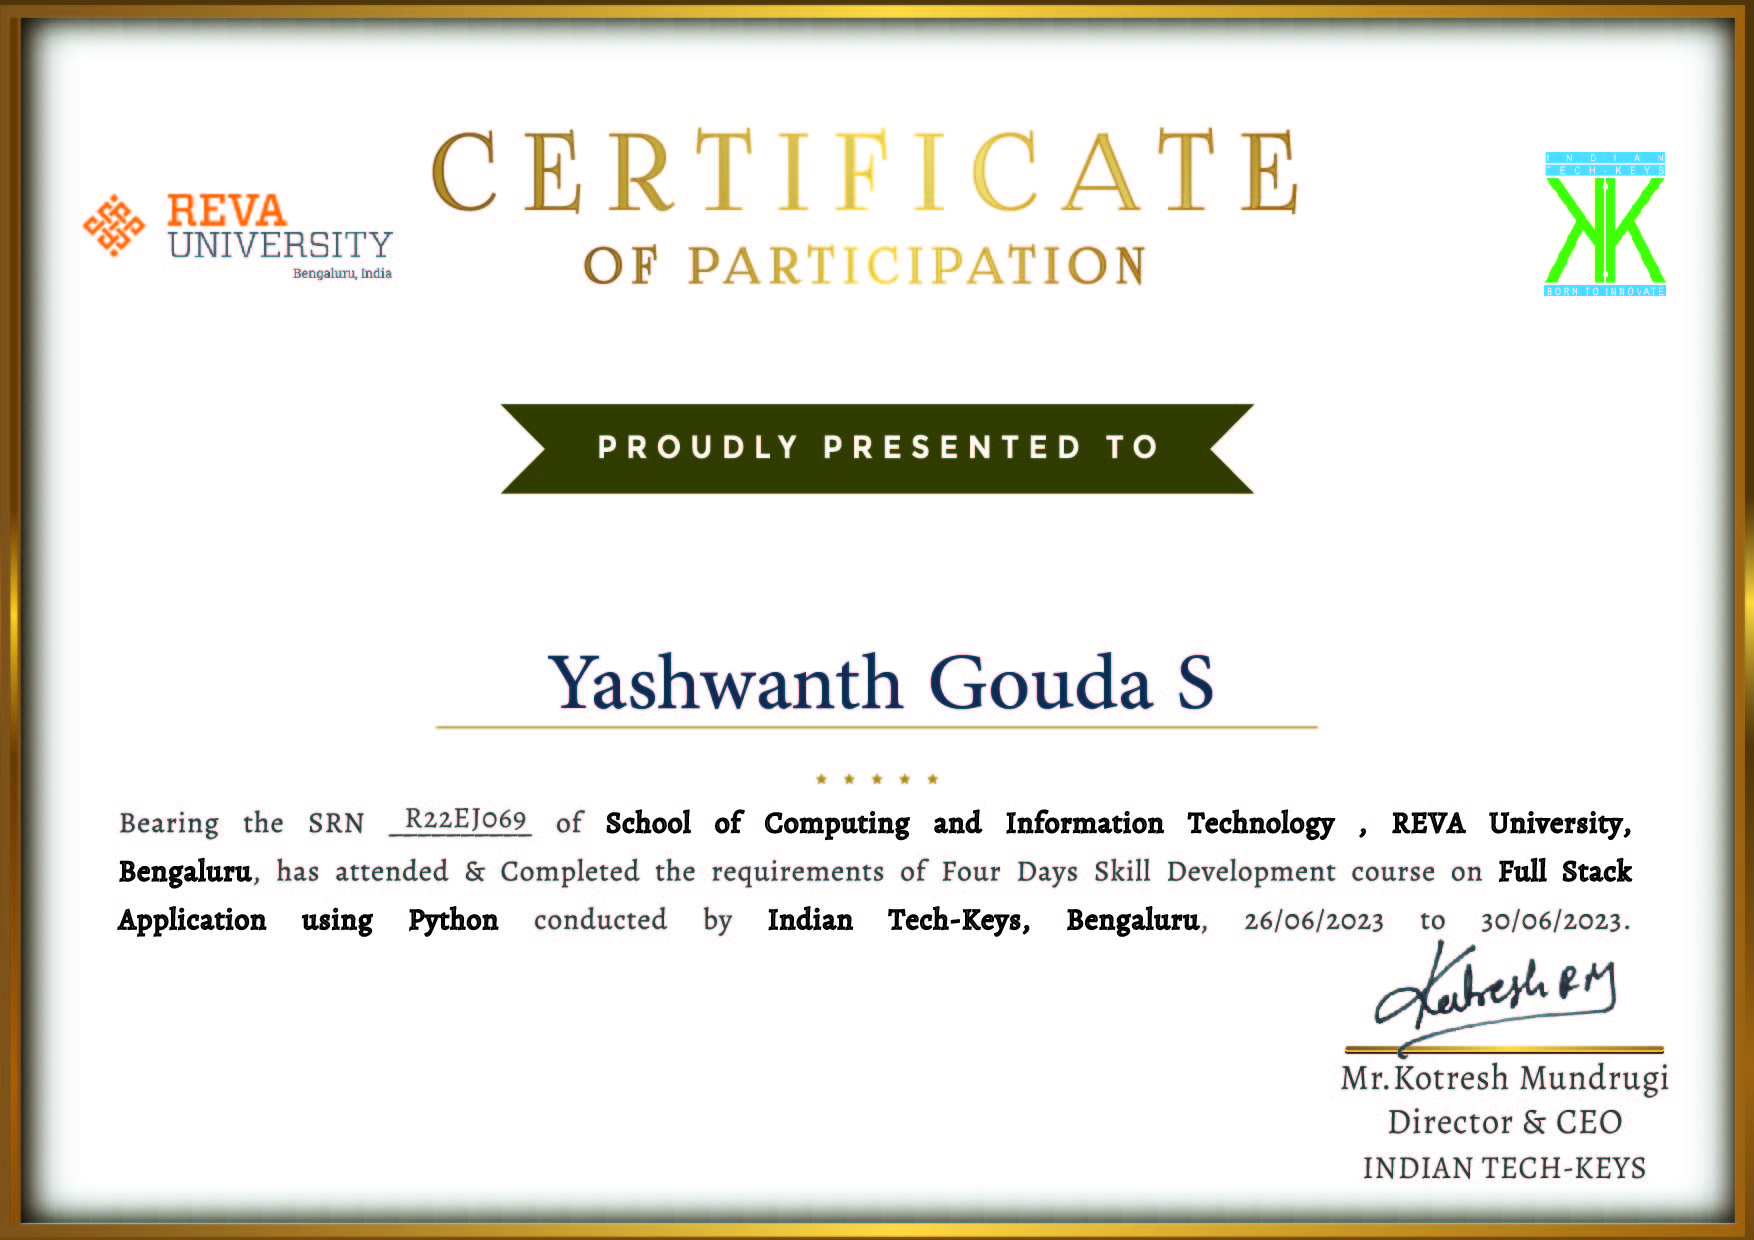 CERTIFICATE
OF PARTICIPATION
REVA
UNIVERSITY
Bengaluru, India
INDIAN
TECH-KEYS
BORN TO INNOVATE
PROUDLY PRESENTED TO
Yashwanth Gouda S
Bearing the SRN R22EJ069 of School of Computing and Information Technology , REVA University,
Bengaluru, has attended & Completed the requirements of Four Days Skill Development course on Full Stack
Application using Python conducted by Indian Tech-Keys, Bengaluru, 26/06/2023 to 30/06/2023.
Kotresh R M
Mr.Kotresh Mundrugi
Director & CEO
INDIAN TECH-KEYS